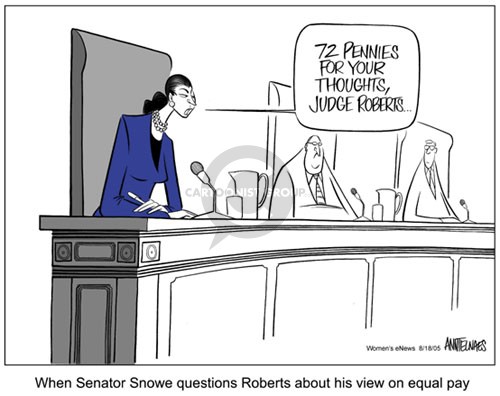 72 PENNIES
FOR YOUR
THOUGHTS,
JUDGE ROBERTS...
CARTOONIST GROUP
Women's eNews 8/18/05 ANN TELNAES
When Senator Snowe questions Roberts about his view on equal pay